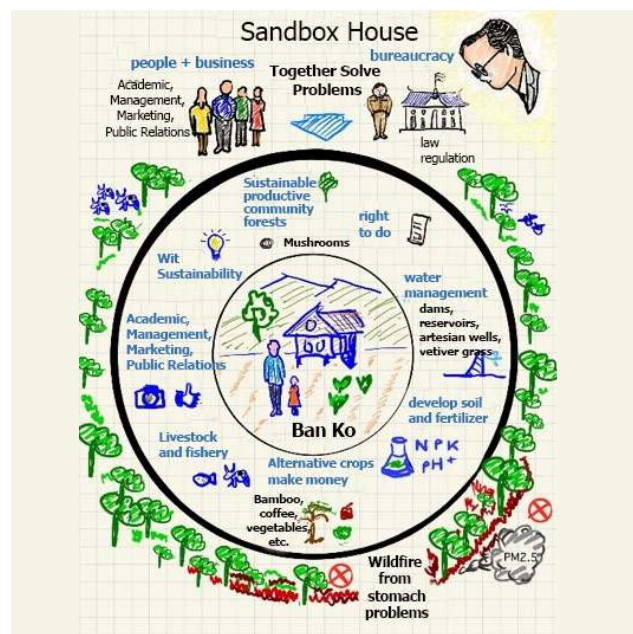 Sandbox House
people + business
bureaucracy
Together Solve
Problems
Academic,
Management,
Marketing,
Public Relations
law
regulation
Sustainable
productive
community
forests
right
to do
Mushrooms
Wit
Sustainability
water
management
dams,
reservoirs,
artesian wells,
vetiver grass
Academic,
Management,
Marketing,
Public Relations
develop soil
and fertilizer
Ban Ko
Livestock
and fishery
Alternative crops
make money
N P K
PH+
Bamboo,
coffee,
vegetables,
etc.
Wildfire
from
stomach
problems
PM2.5